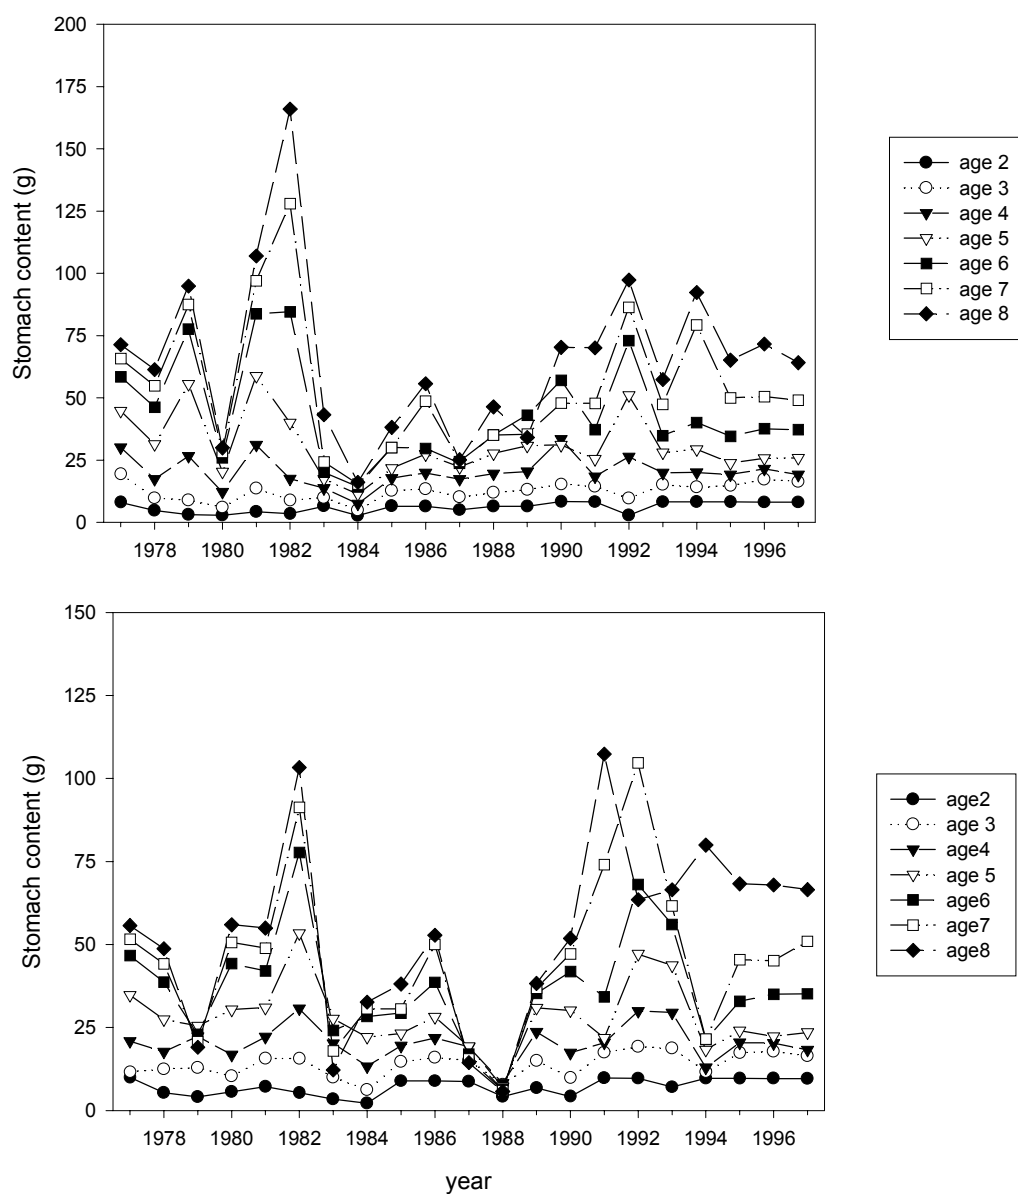 200
175
150
125
100
75
50
25
0
Stomach content (g)
1978 1980 1982 1984 1986 1988 1990 1992 1994 1996
age 2
age 3
age 4
age 5
age 6
age 7
age 8
150
125
100
75
50
25
0
Stomach content (g)
1978 1980 1982 1984 1986 1988 1990 1992 1994 1996
year
age2
age 3
age4
age 5
age6
age7
age8